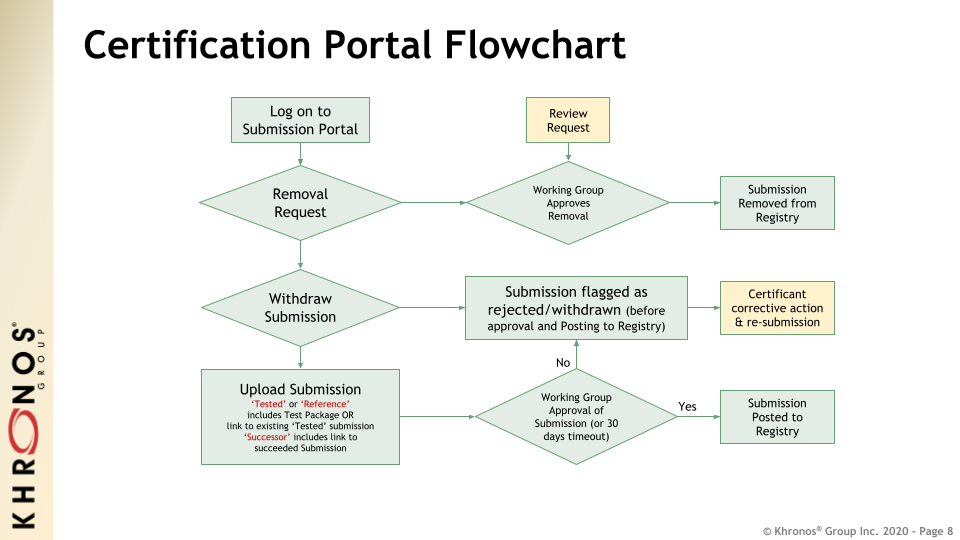 Certification Portal Flowchart
Log on to
Submission Portal
Review
Request
Removal
Request
Working Group
Approves
Removal
Submission
Removed from
Registry
Withdraw
Submission
Submission flagged as
rejected/withdrawn (before
approval and Posting to Registry)
Certificant
corrective action
& re-submission
No
Upload Submission
‘Tested’ or ‘Reference’
includes Test Package OR
link to existing ‘Tested’ submission
‘Successor’ includes link to
succeeded Submission
Working Group
Approval of
Submission (or 30
days timeout)
Yes
Submission
Posted to
Registry
KHRONOS®
GROUP
© Khronos® Group Inc. 2020 - Page 8